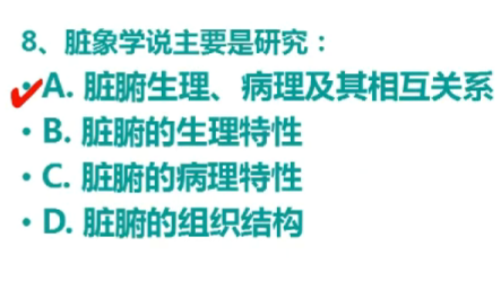 8、脏象学说主要是研究：
• A. 脏腑生理、病理及其相互关系
• B. 脏腑的生理特性
• C. 脏腑的病理特性
• D. 脏腑的组织结构